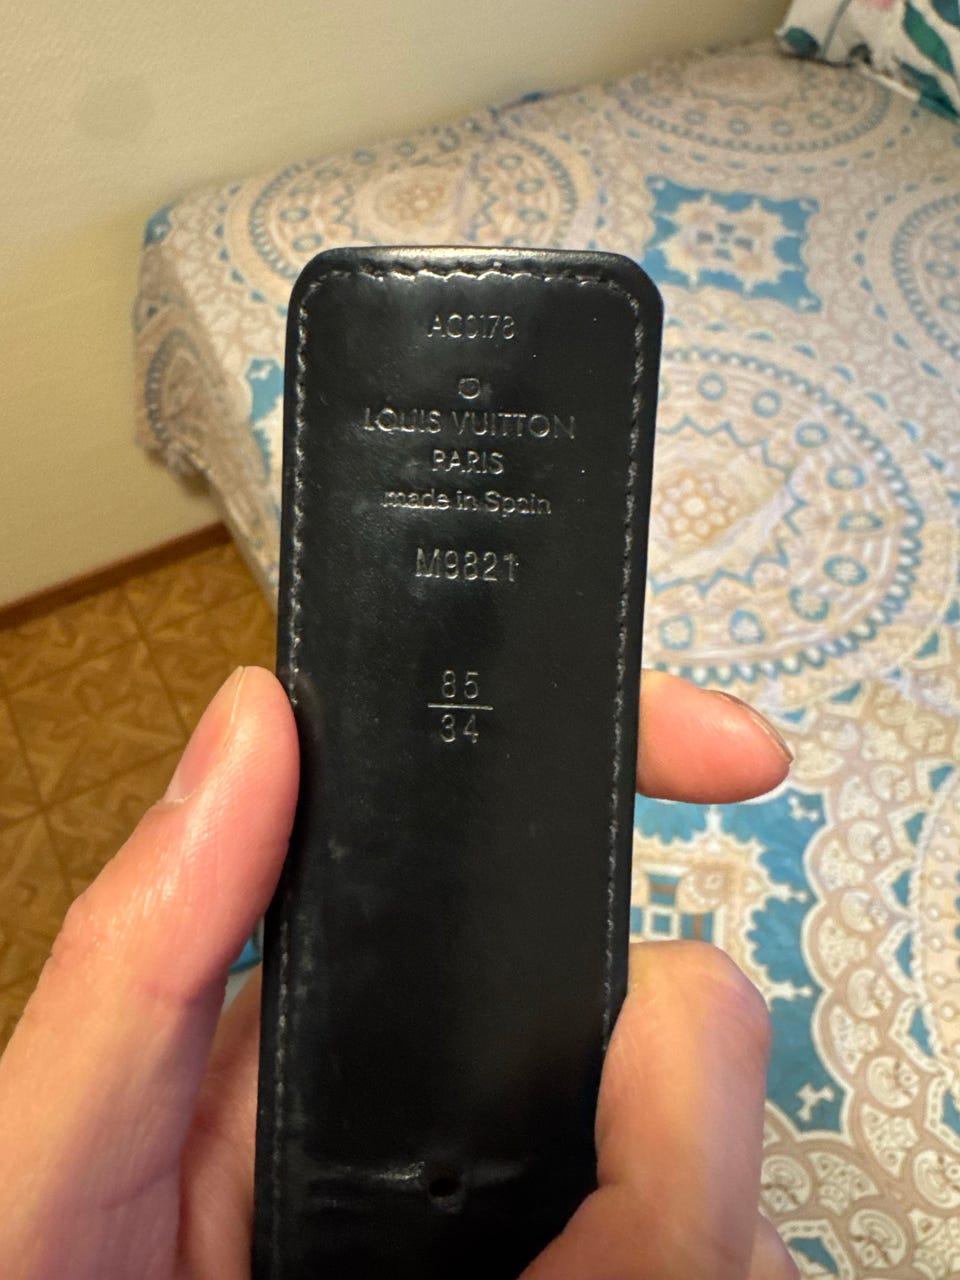 AC0178
LOUIS VUITTON
PARIS
made in Spain
M9821
85
34